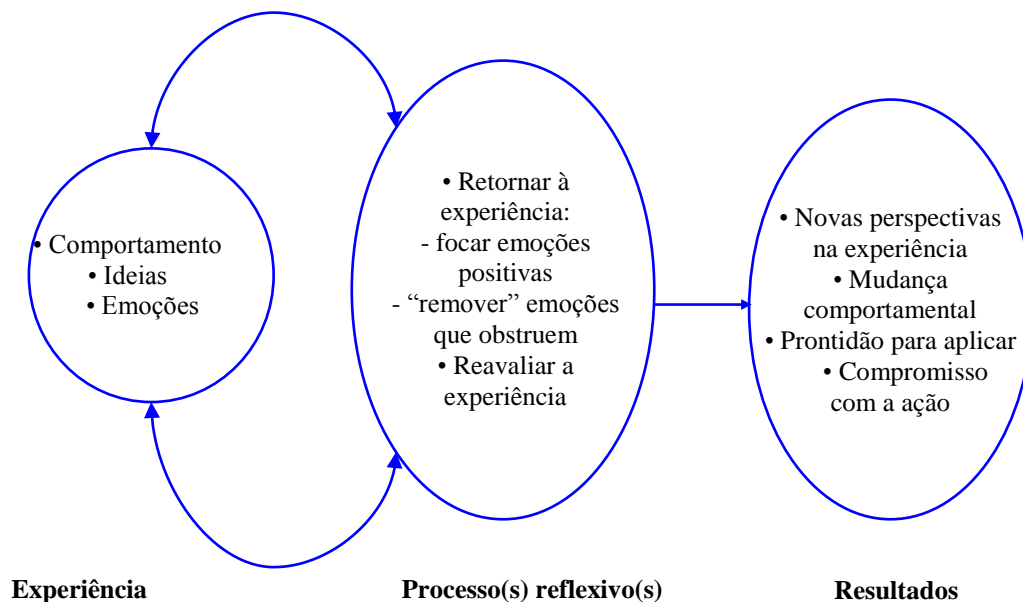 • Comportamento
• Ideias
• Emoções
• Retornar à
experiência:
- focar emoções
positivas
- “remover” emoções
que obstruem
• Reavaliar a
experiência
• Novas perspectivas
na experiência
• Mudança
comportamental
• Prontidão para aplicar
• Compromisso
com a ação
Experiência
Processo(s) reflexivo(s)
Resultados